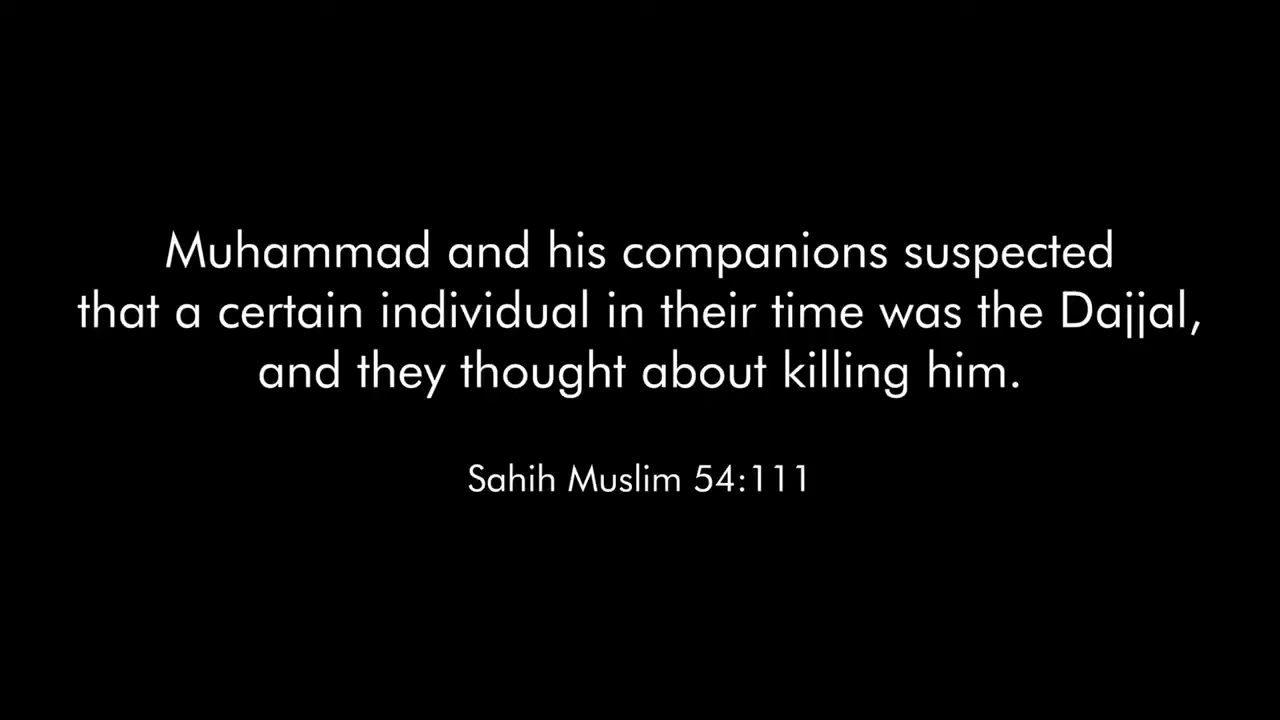 Muhammad and his companions suspected
that a certain individual in their time was the Dajjal,
and they thought about killing him.
Sahih Muslim 54:111